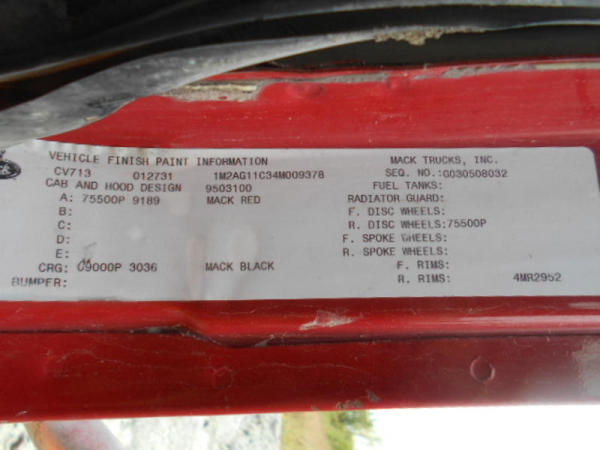 VEHICLE FINISH PAINT INFORMATION MACK TRUCKS, INC.
CV713 012731 1M2AG11C34M009378 SEQ. NO.:G030508032
CAB AND HOOD DESIGN 9503100 FUEL TANKS:
A: 75500P 9189 MACK RED RADIATOR GUARD:
B: F. DISC WHEELS:
C: R. DISC WHEELS:75500P
D: F. SPOKE WHEELS:
E: R. SPOKE WHEELS:
CRG: C9000P 3036 MACK BLACK F. RIMS:
BUMPER: R. RIMS: 4MR2952